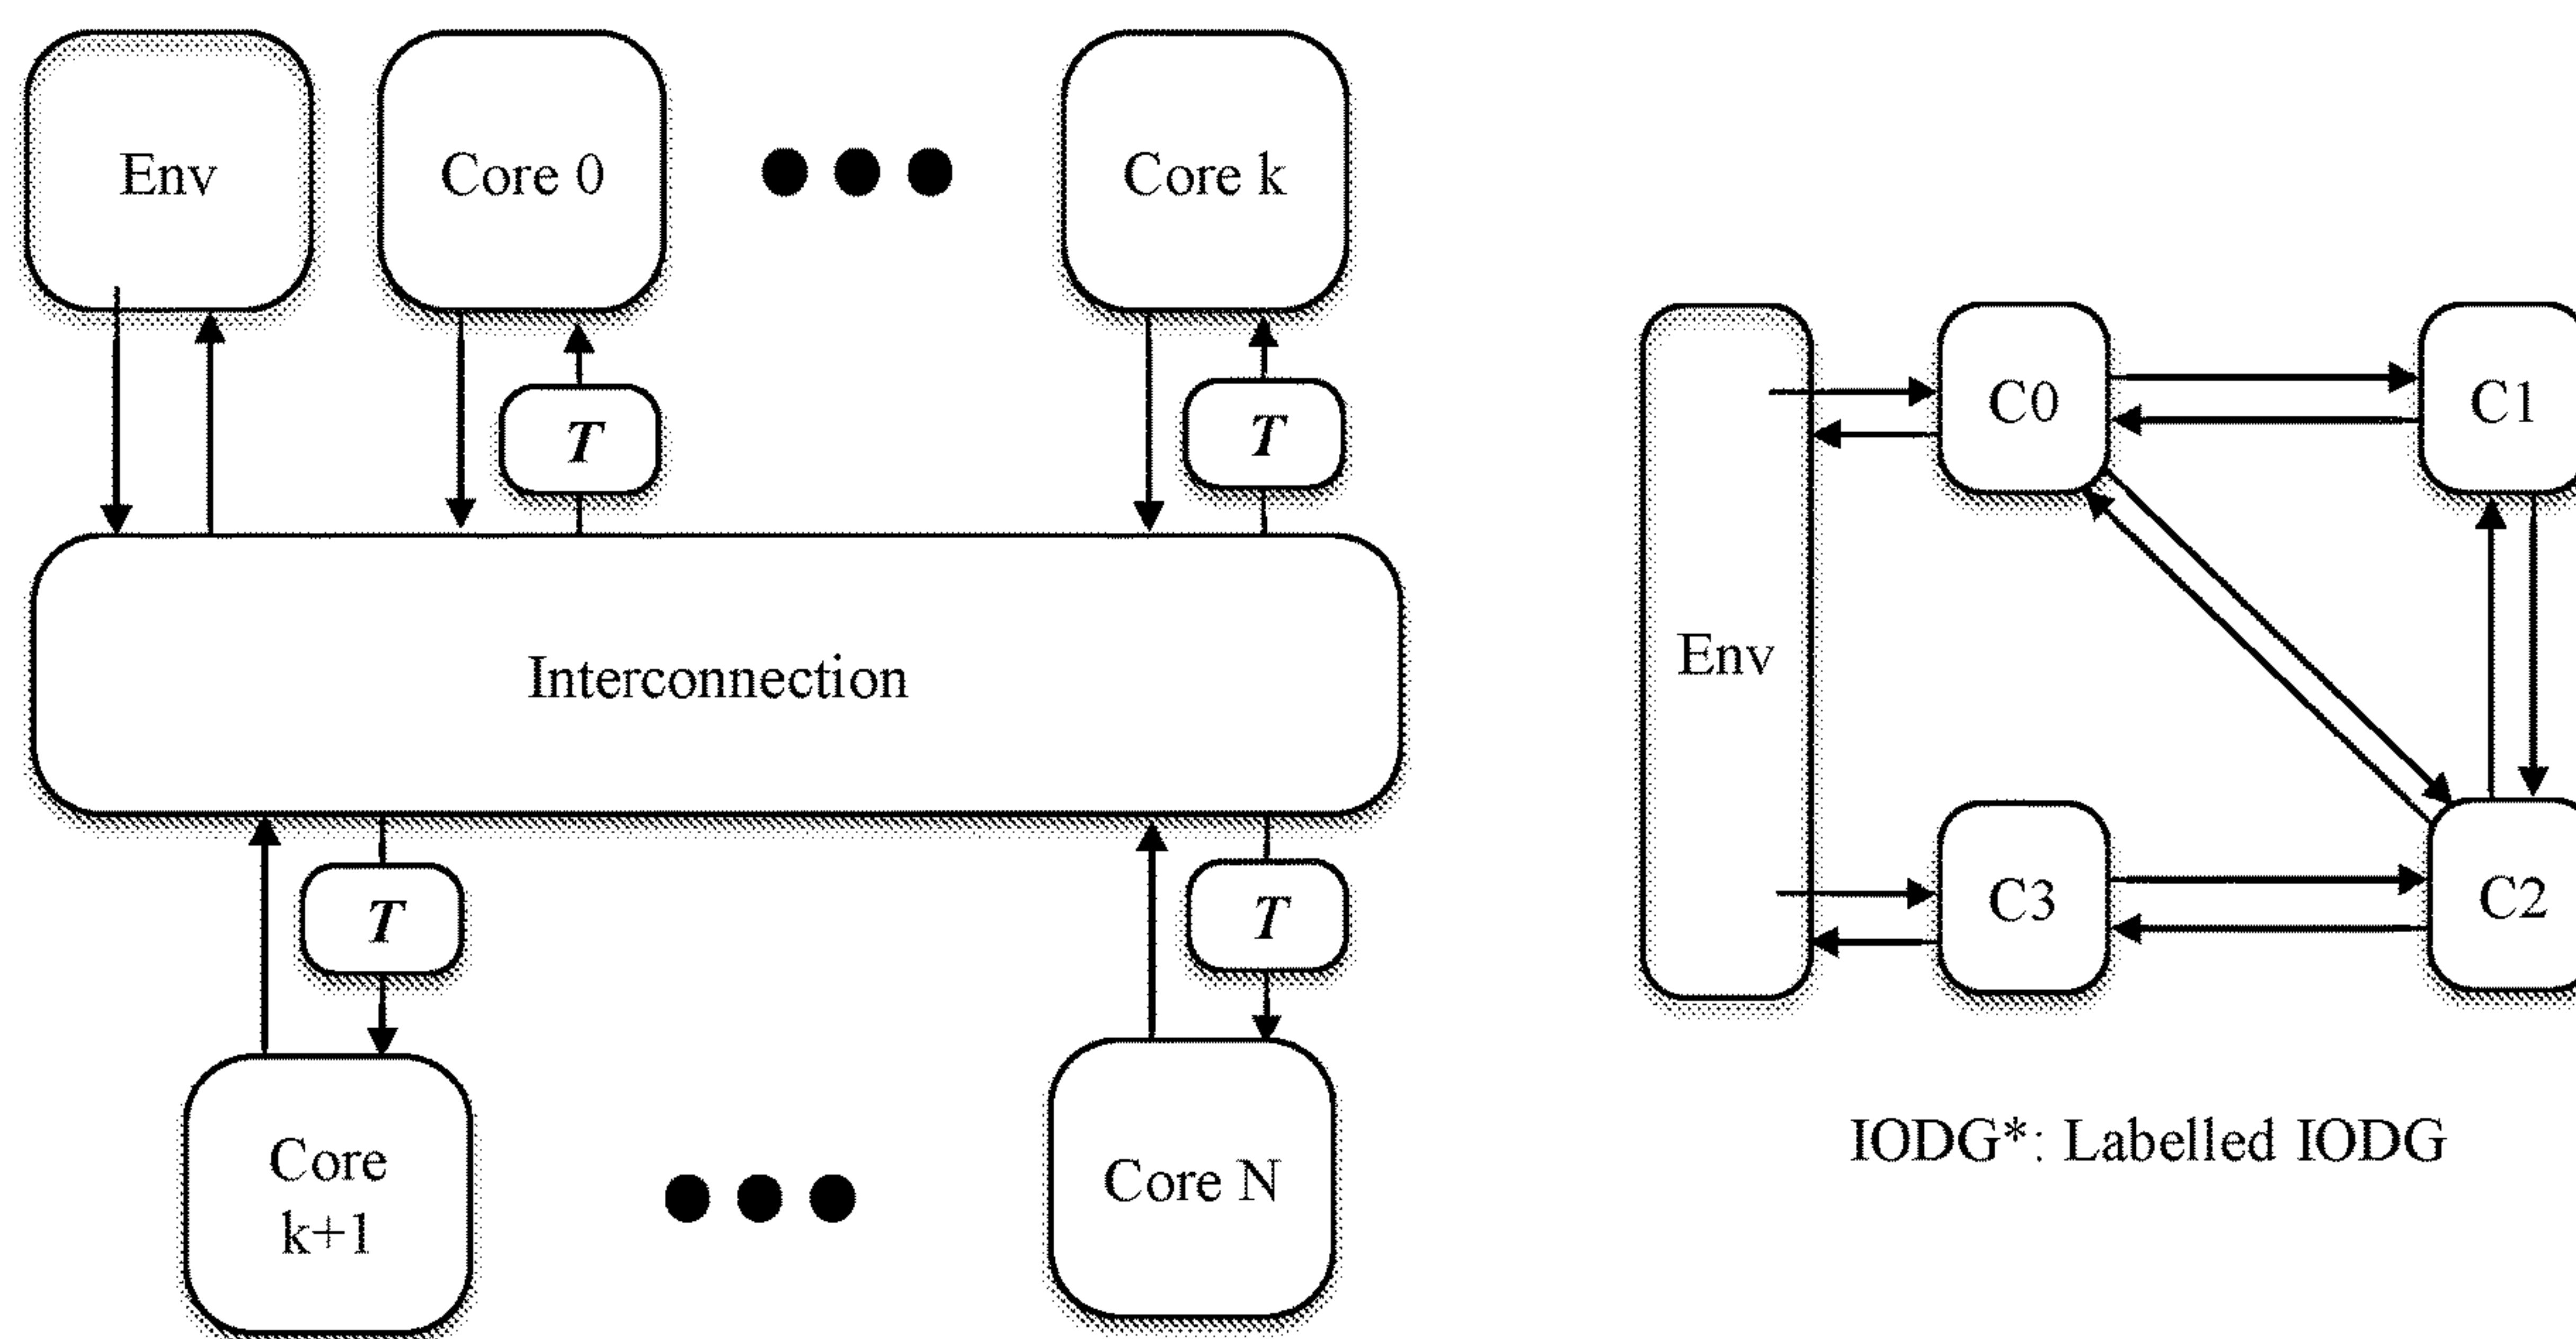 Env
Core 0
Core k
T
T
Interconnection
T
T
Core
k+1
Core N
C0
C1
Env
C3
C2
IODG*: Labelled IODG